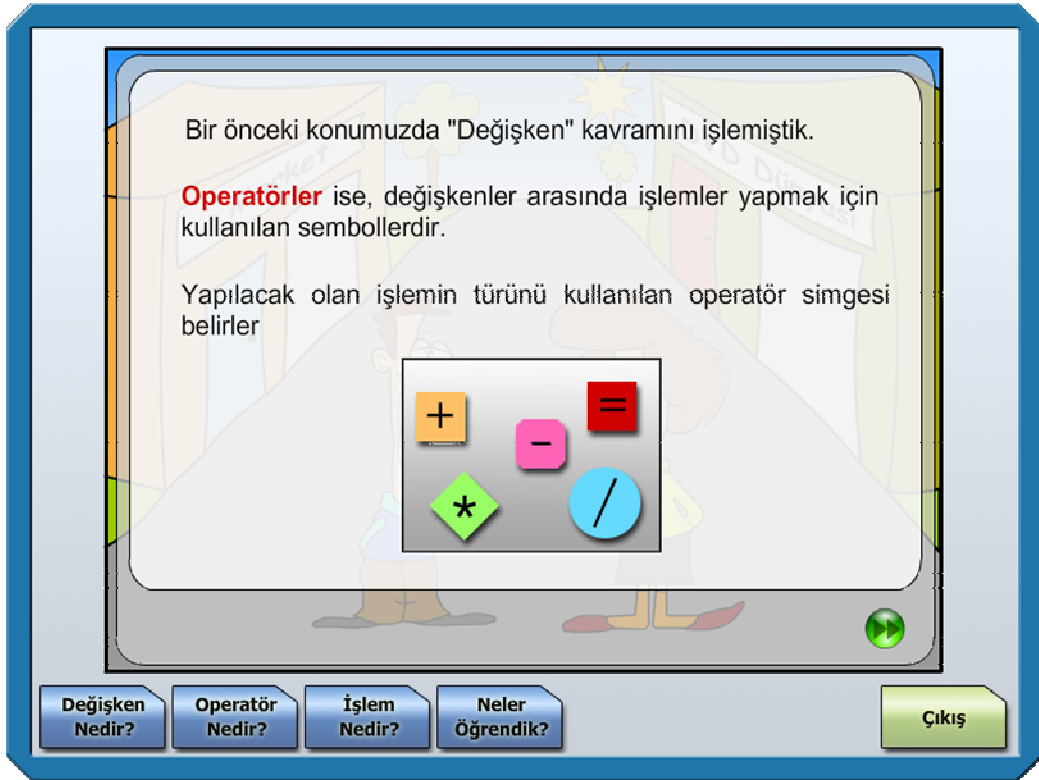 Bir önceki konumuzda "Değişken" kavramını işlemiştik.
Operatörler ise, değişkenler arasında işlemler yapmak için
kullanılan sembollerdir.
Yapılacak olan işlemin türünü kullanılan operatör simgesi
belirler
+
=
-
*
/
Market
Değişken
Nedir?
Operatör
Nedir?
İşlem
Nedir?
Neler
Öğrendik?
Çıkış